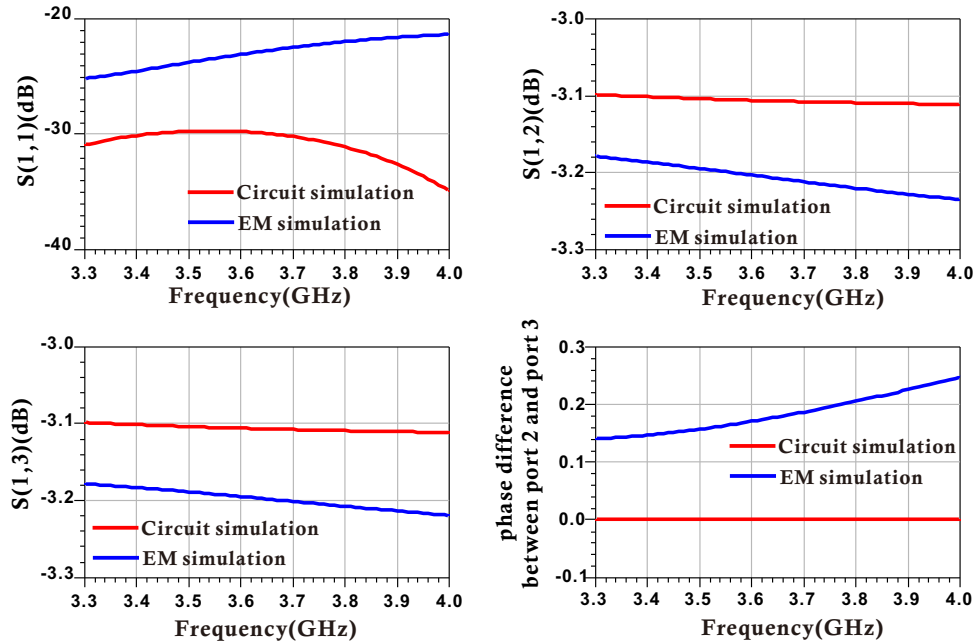 S(1,1)(dB)
-20
-30
-40
Circuit simulation
EM simulation
3.3 3.4 3.5 3.6 3.7 3.8 3.9 4.0
Frequency(GHz)
S(1,2)(dB)
-3.0
-3.1
-3.2
-3.3
Circuit simulation
EM simulation
3.3 3.4 3.5 3.6 3.7 3.8 3.9 4.0
Frequency(GHz)
S(1,3)(dB)
-3.0
-3.1
-3.2
-3.3
Circuit simulation
EM simulation
3.3 3.4 3.5 3.6 3.7 3.8 3.9 4.0
Frequency(GHz)
phase difference
between port 2 and port 3
0.3
0.2
0.1
0.0
-0.1
Circuit simulation
EM simulation
3.3 3.4 3.5 3.6 3.7 3.8 3.9 4.0
Frequency(GHz)